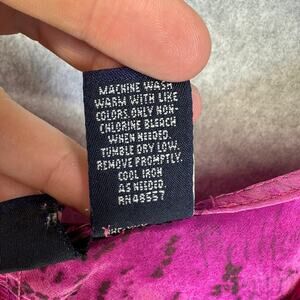 MACHINE WASH
WARM WITH LIKE
COLORS. ONLY NON-
CHLORINE BLEACH
WHEN NEEDED.
TUMBLE DRY LOW.
REMOVE PROMPTLY.
COOL IRON
AS NEEDED.
RN48557